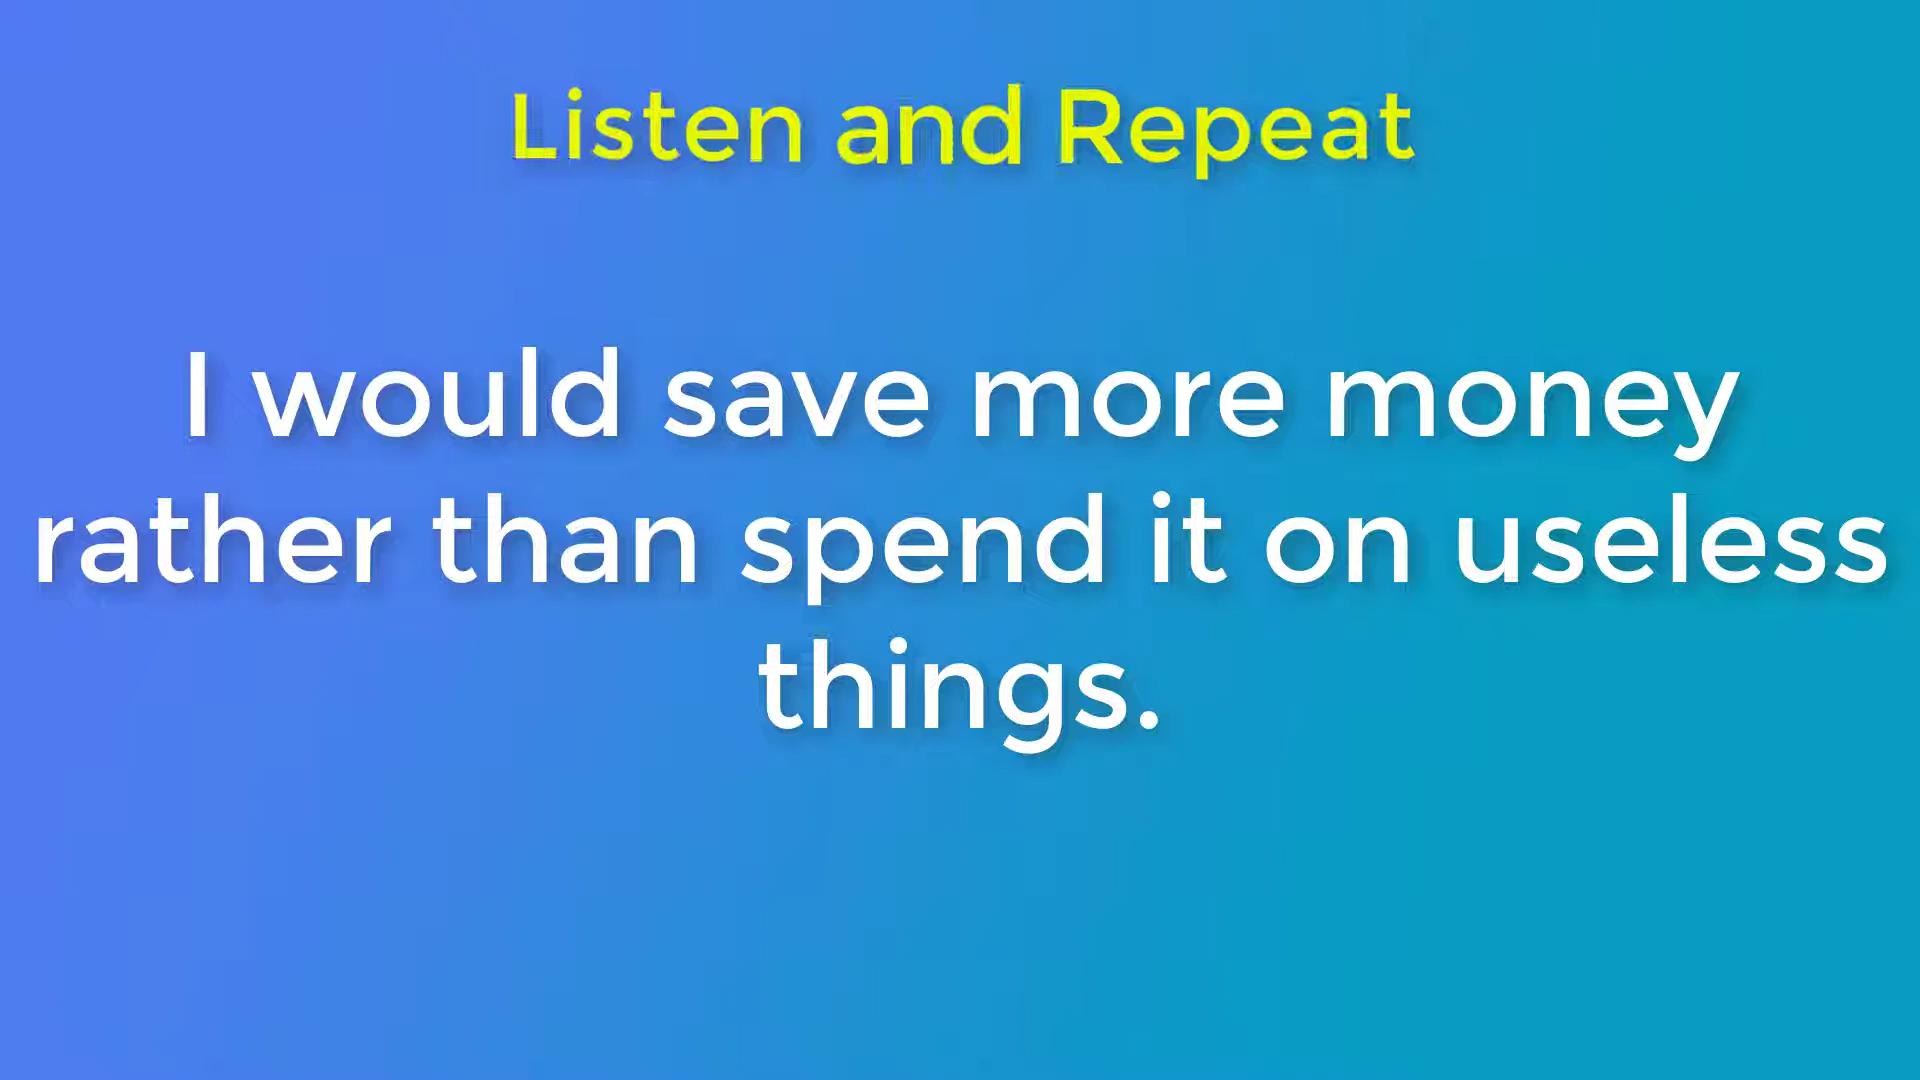 Listen and Repeat
I would save more money
rather than spend it on useless
things.